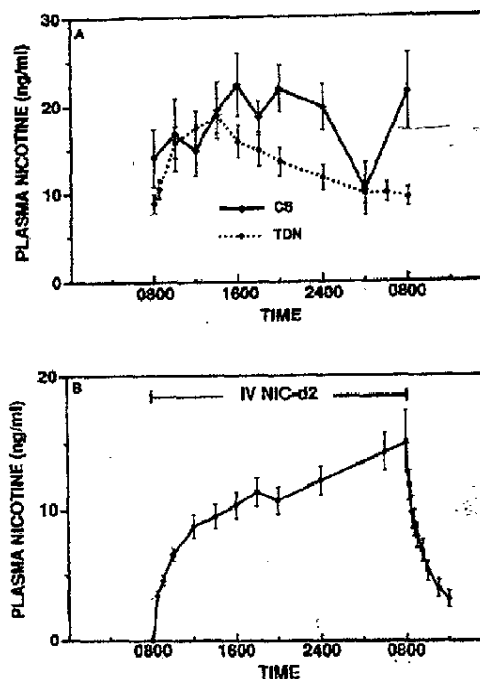 A
PLASMA NICOTINE (ng/ml)
30
20
10
0
CS
TDN
0800 1600 2400 0800
TIME
B
IV NIC-d2
PLASMA NICOTINE (ng/ml)
20
10
0
0800 1600 2400 0800
TIME